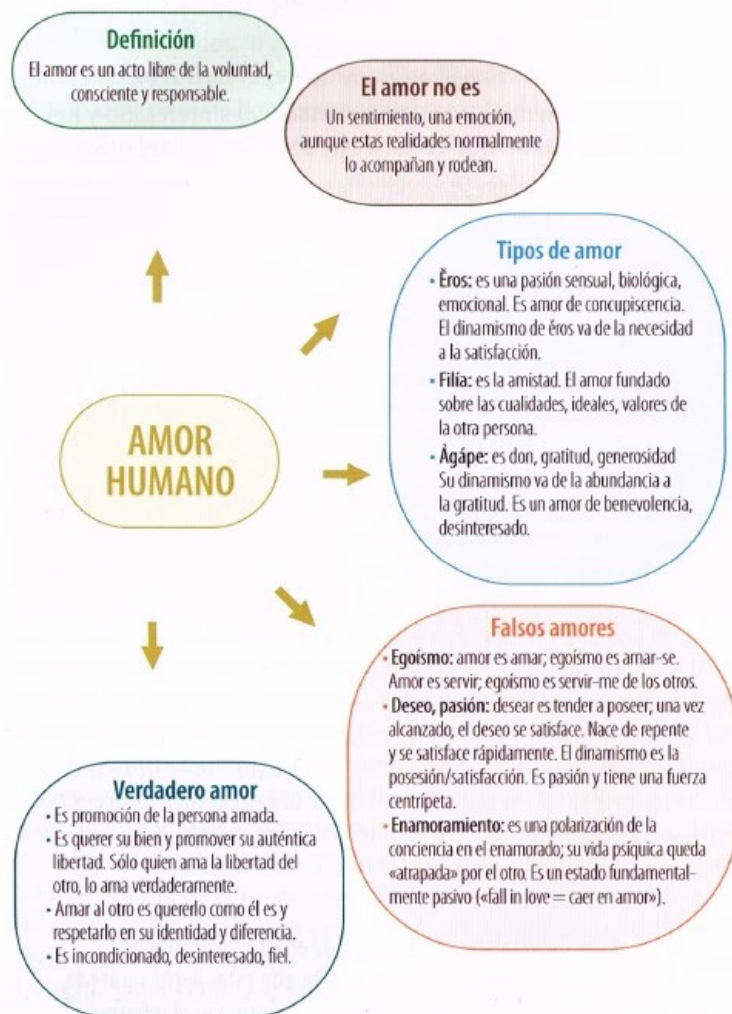 Definición
El amor es un acto libre de la voluntad,
consciente y responsable.
El amor no es
Un sentimiento, una emoción,
aunque estas realidades normalmente
lo acompañan y rodean.
Tipos de amor
• Ēros: es una pasión sensual, biológica,
emocional. Es amor de concupiscencia.
El dinamismo de éros va de la necesidad
a la satisfacción.
• Filía: es la amistad. El amor fundado
sobre las cualidades, ideales, valores de
la otra persona.
• Ágápe: es don, gratitud, generosidad
Su dinamismo va de la abundancia a
la gratitud. Es un amor de benevolencia,
desinteresado.
AMOR
HUMANO
Falsos amores
• Egoísmo: amor es amar; egoísmo es amar-se.
Amor es servir; egoísmo es servir-me de los otros.
• Deseo, pasión: desear es tender a poseer; una vez
alcanzado, el deseo se satisface. Nace de repente
y se satisface rápidamente. El dinamismo es la
posesión/satisfacción. Es pasión y tiene una fuerza
centrípeta.
• Enamoramiento: es una polarización de la
conciencia en el enamorado; su vida psíquica queda
«atrapada» por el otro. Es un estado fundamental-
mente pasivo («fall in love = caer en amor»).
Verdadero amor
• Es promoción de la persona amada.
• Es querer su bien y promover su auténtica
libertad. Sólo quien ama la libertad del
otro, lo ama verdaderamente.
• Amar al otro es quererlo como él es y
respetarlo en su identidad y diferencia.
• Es incondicionado, desinteresado, fiel.